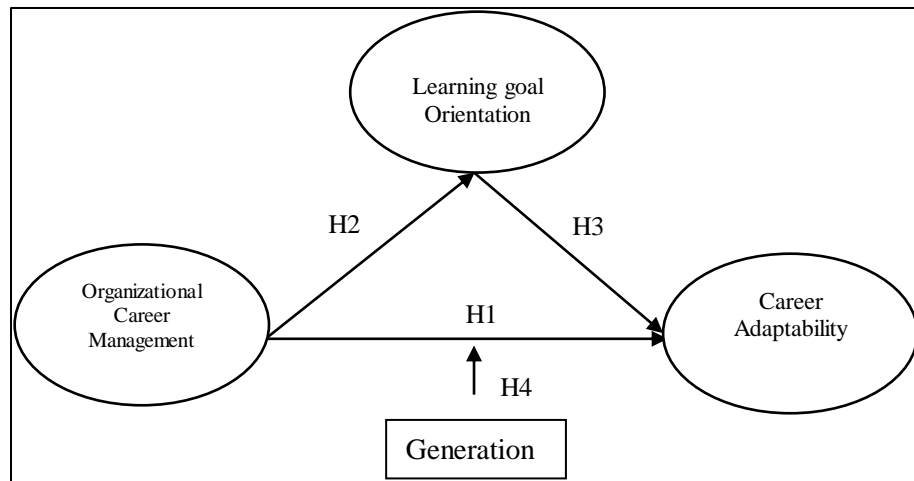 Learning goal
Orientation
H2
H3
Organizational
Career
Management
H1
Career
Adaptability
H4
Generation